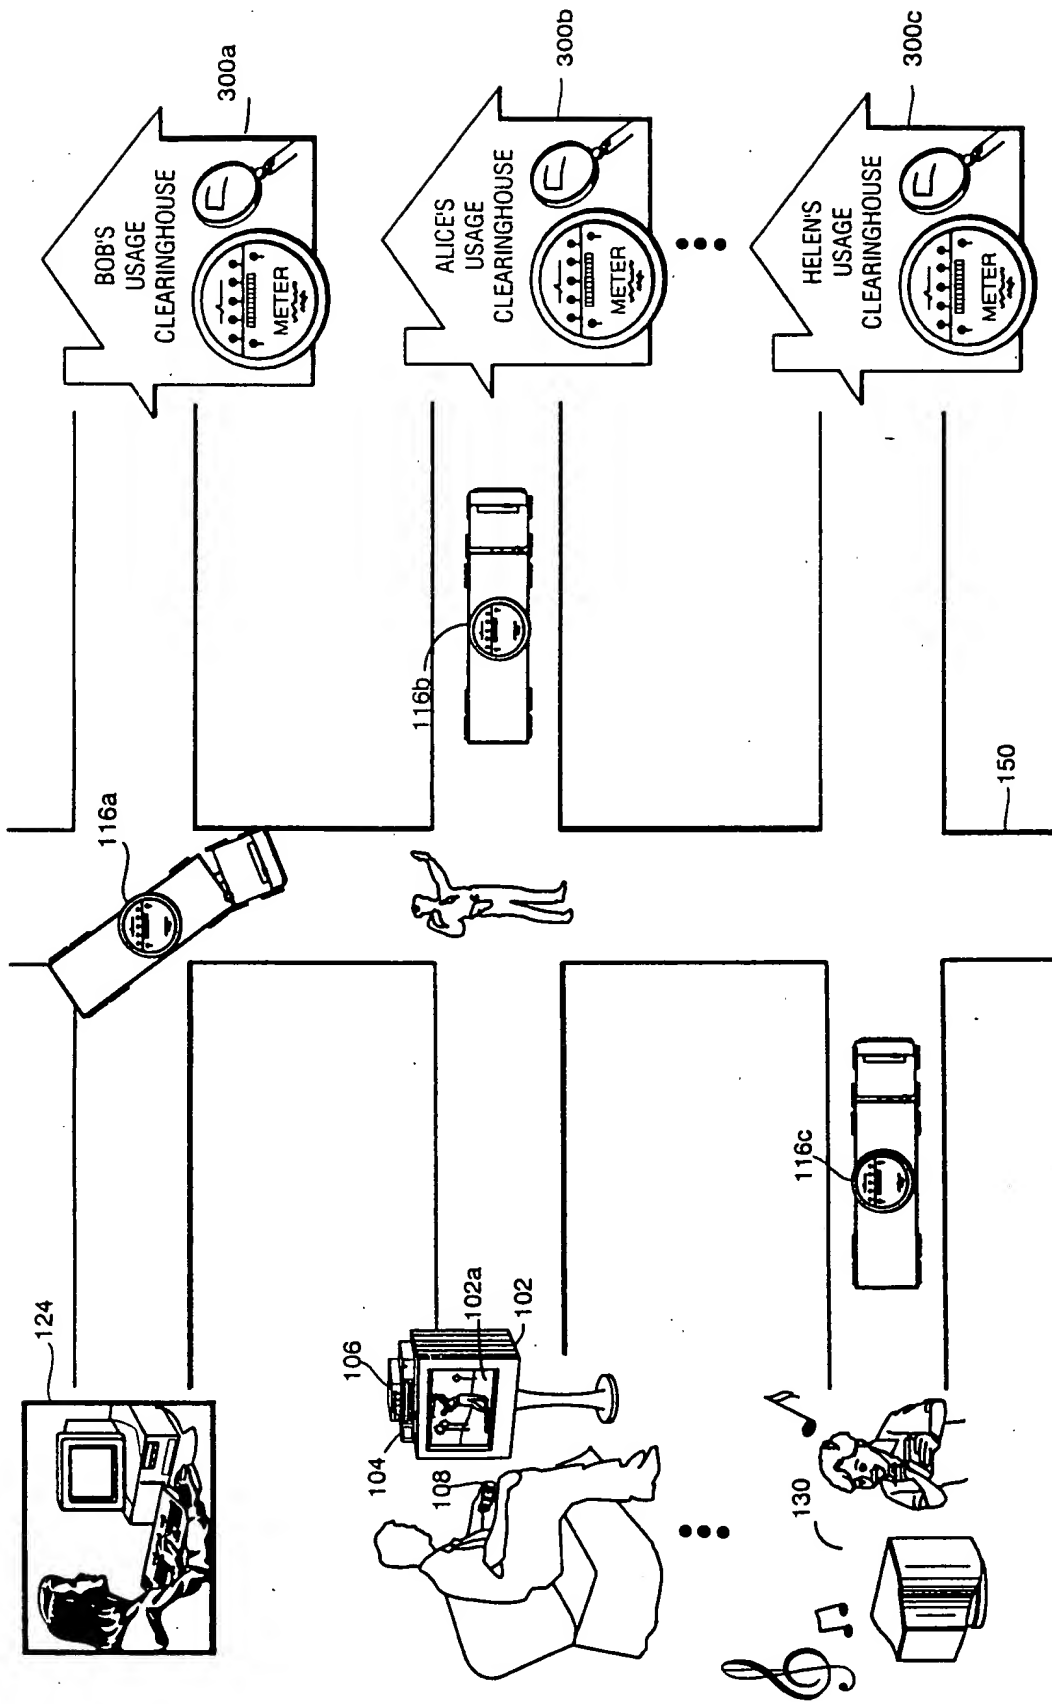 BOB'S
USAGE
CLEARINGHOUSE
METER
300a
ALICE'S
USAGE
CLEARINGHOUSE
METER
300b
HELEN'S
USAGE
CLEARINGHOUSE
METER
300c
116a
116b
150
116c
124
106
104
102a
102
108
130